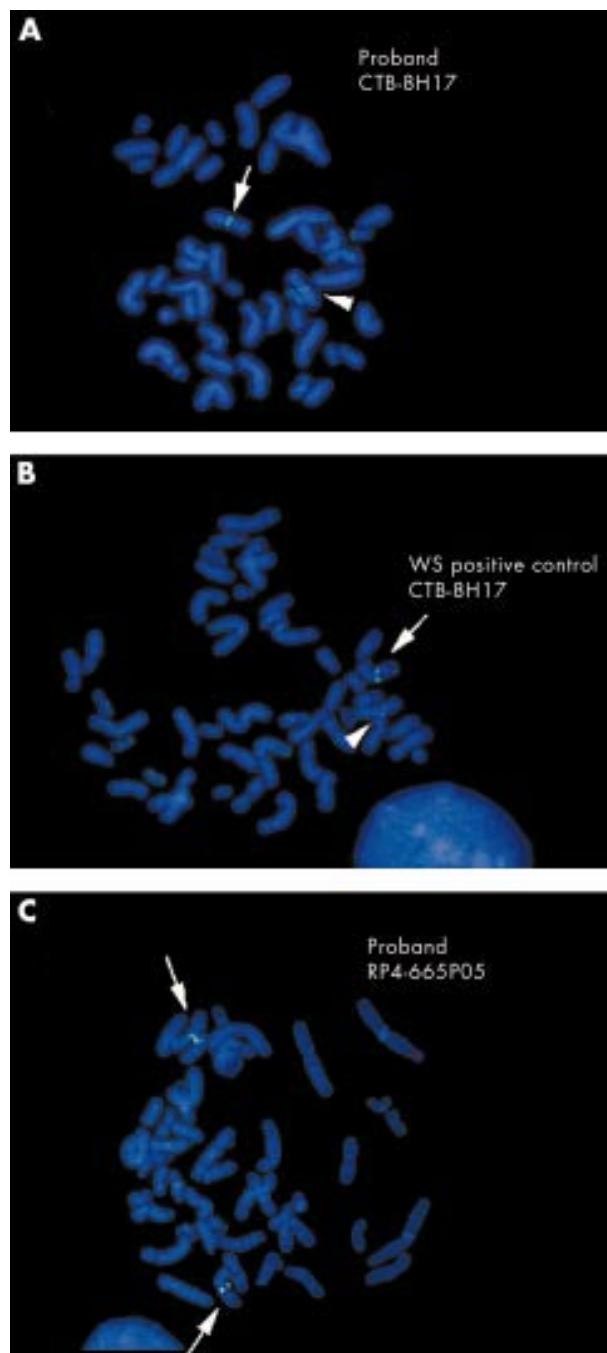 A
Proband
CTB-8H17
B
WS positive control
CTB-8H17
C
Proband
RP4-665P05